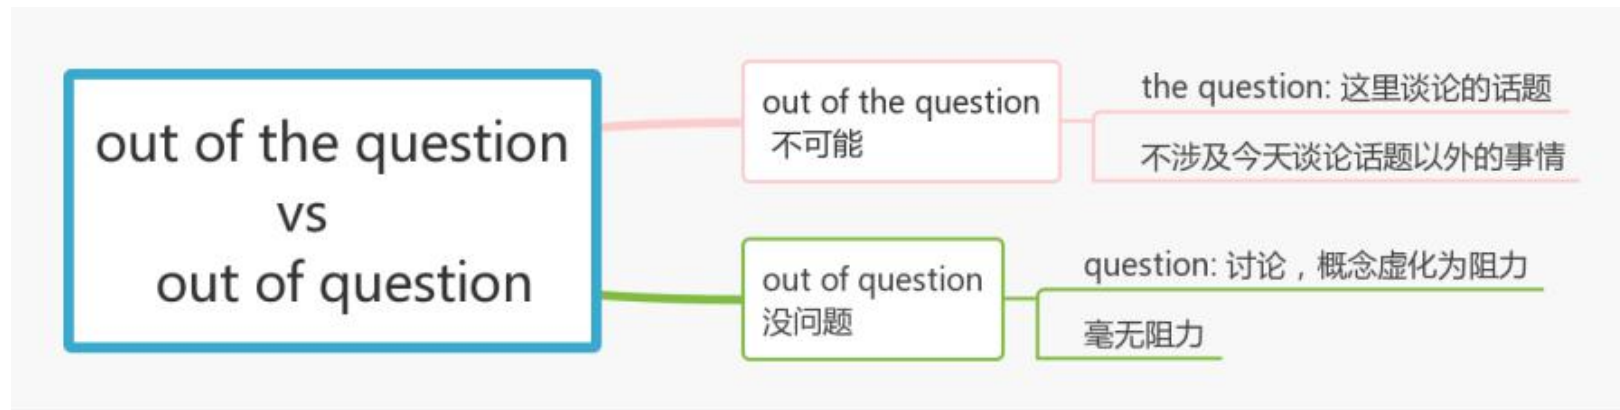 out of the question
vs
out of question
out of the question
不可能
the question: 这里谈论的话题
不涉及今天谈论话题以外的事情
out of question
没问题
question: 讨论，概念虚化为阻力
毫无阻力